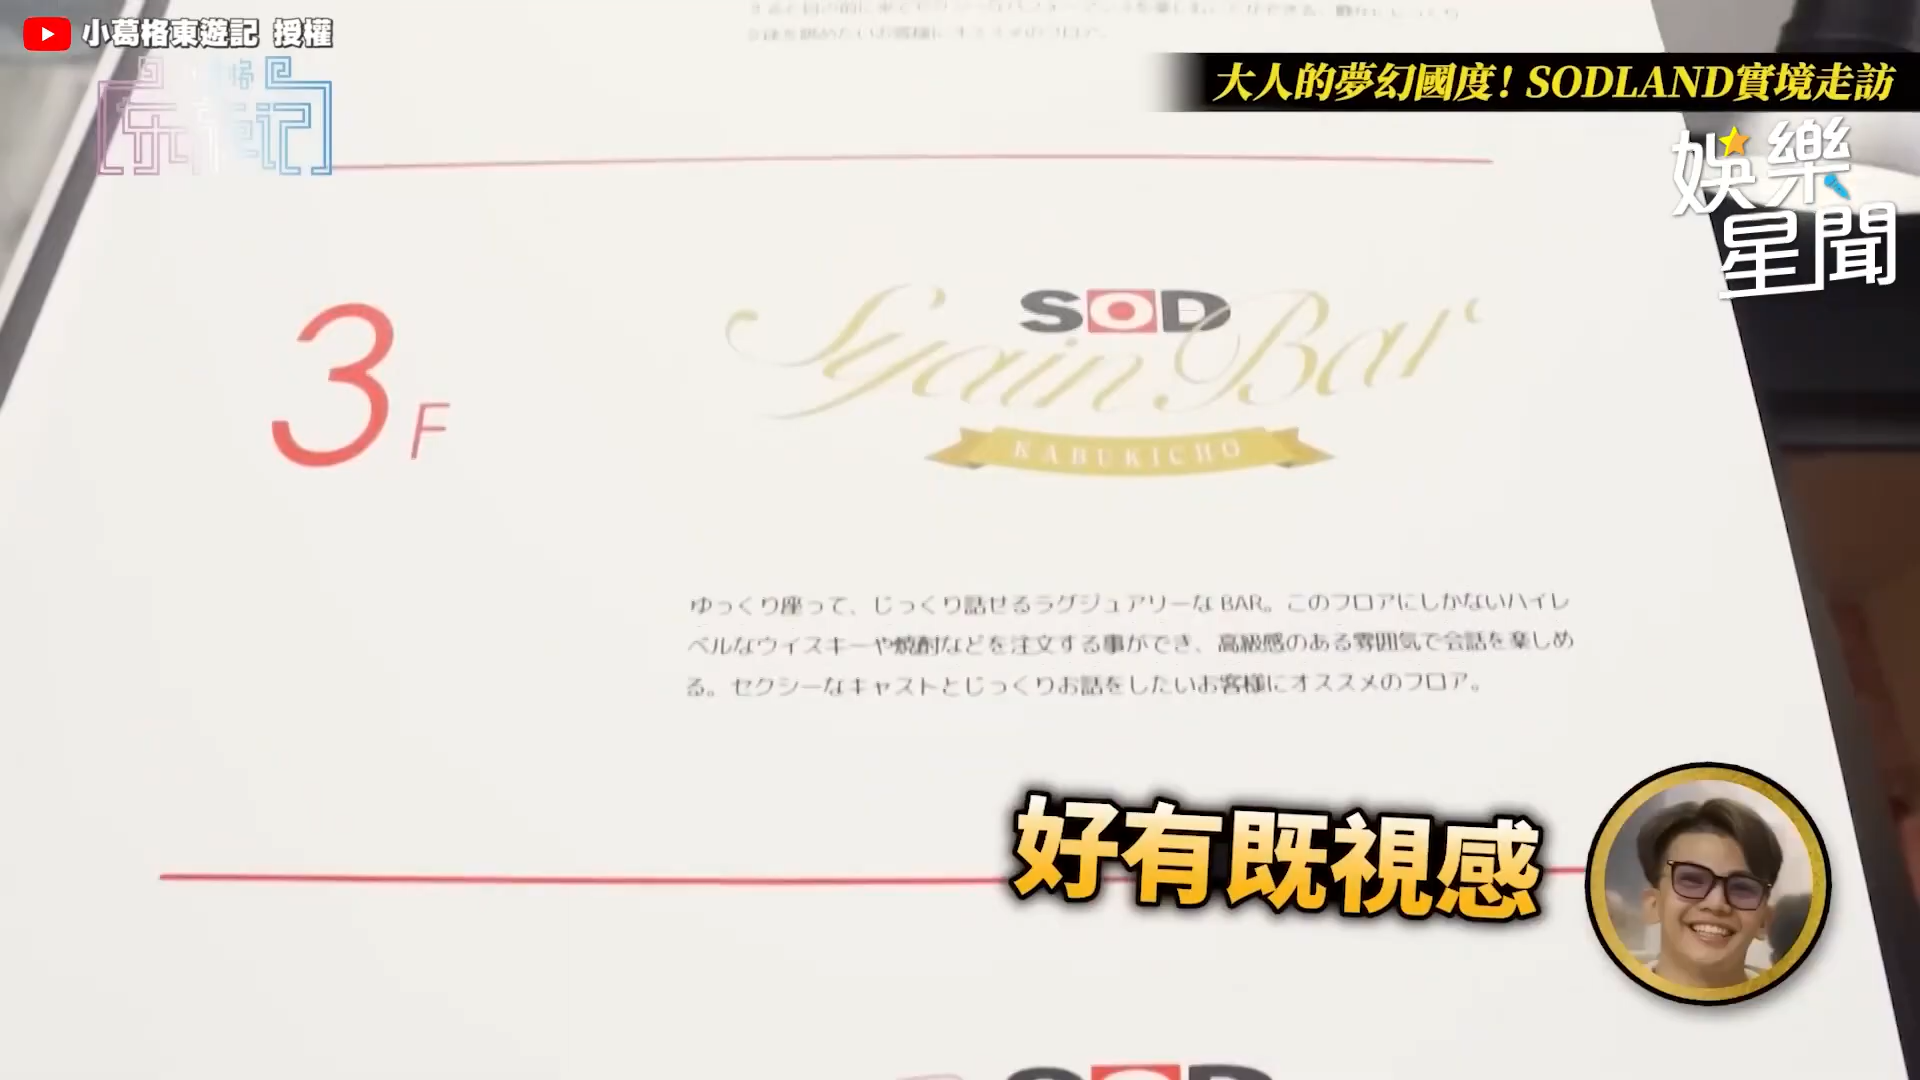 小葛格東遊記 授權
大人的夢幻國度！SODLAND實境走訪
娛樂
星聞
3F
SOD
Syain Bar
KABUKICHO
ゆっくり座って、じっくり話せるラグジュアリーなBAR。このフロアにしかないハイレ
ベルなウィスキーや焼酎などを注文する事ができ、高級感のある雰囲気で会話を楽しめ
る。セクシーなキャストとじっくりお話をしたいお客様にオススメのフロア。
好有既視感
SOD